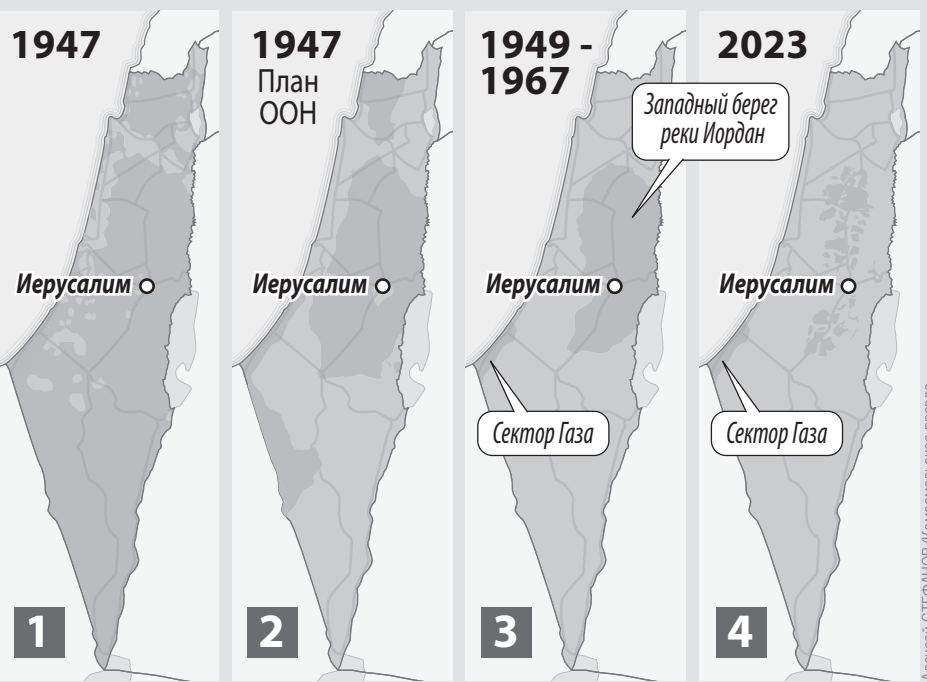 1947
1947
План
ООН
1949 -
1967
2023
Западный берег
реки Иордан
Иерусалим
Иерусалим
Иерусалим
Иерусалим
Сектор Газа
Сектор Газа
1
2
3
4